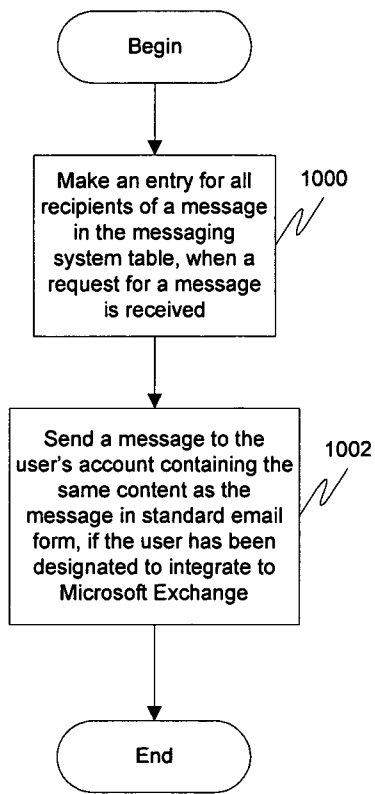 Begin
Make an entry for all
recipients of a message
in the messaging
system table, when a
request for a message
is received
1000
Send a message to the
user's account containing the
same content as the
message in standard email
form, if the user has been
designated to integrate to
Microsoft Exchange
1002
End